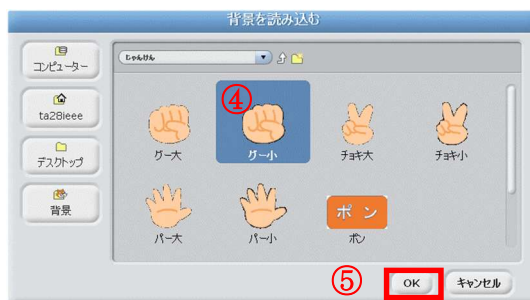 背景を読み込む
コンピューター
ta28ieee
デスクトップ
背景
じゃんけん
④
グー大
グー小
チョキ大
チョキ小
パー大
パー小
ポン
ポン
⑤
OK
キャンセル